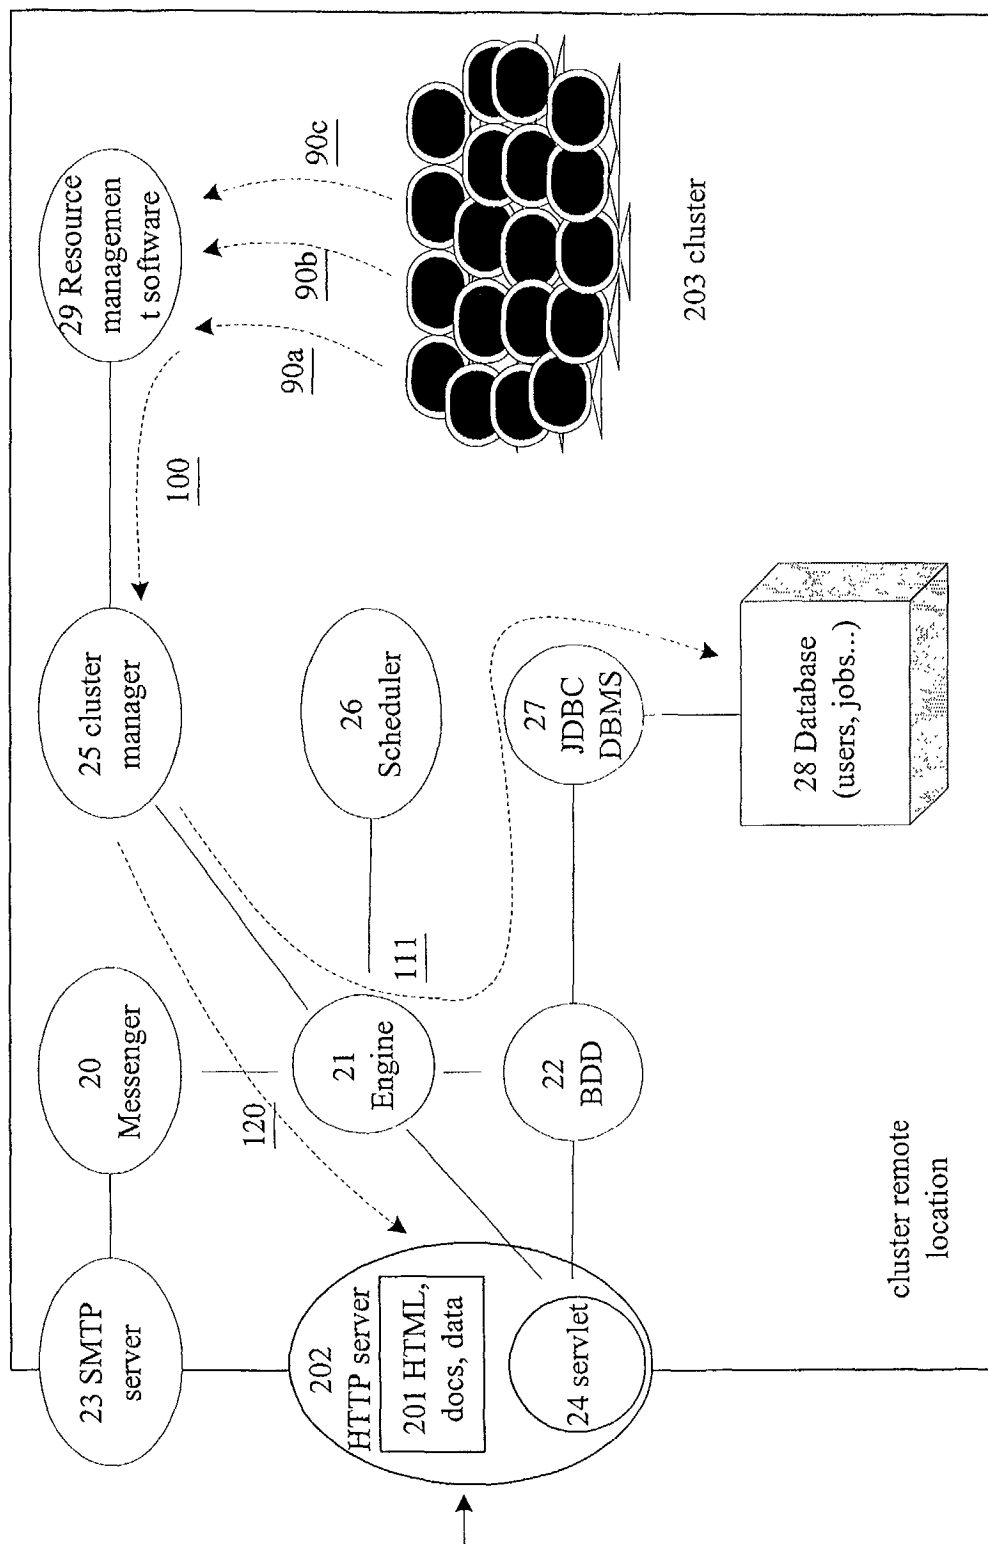 23 SMTP
server
20
Messenger
25 cluster
manager
29 Resource
managemen
t software
100
90a
90b
90c
120
111
202
HTTP server
201 HTML,
docs, data
24 servlet
21
Engine
26
Scheduler
22
BDD
27
JDBC
DBMS
28 Database
(users, jobs...)
203 cluster
cluster remote
location